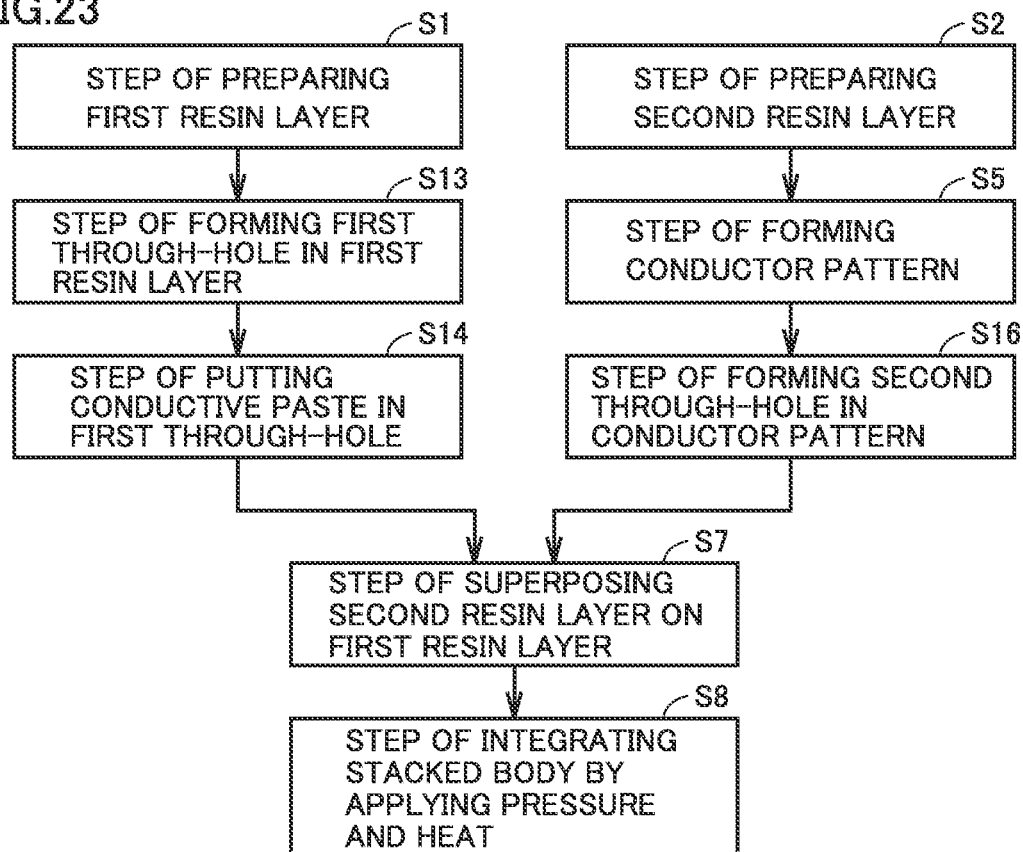 IG.23
S1
STEP OF PREPARING
FIRST RESIN LAYER
S2
STEP OF PREPARING
SECOND RESIN LAYER
S13
STEP OF FORMING FIRST
THROUGH-HOLE IN FIRST
RESIN LAYER
S5
STEP OF FORMING
CONDUCTOR PATTERN
S14
STEP OF PUTTING
CONDUCTIVE PASTE IN
FIRST THROUGH-HOLE
S16
STEP OF FORMING SECOND
THROUGH-HOLE IN
CONDUCTOR PATTERN
S7
STEP OF SUPERPOSING
SECOND RESIN LAYER ON
FIRST RESIN LAYER
S8
STEP OF INTEGRATING
STACKED BODY BY
APPLYING PRESSURE
AND HEAT